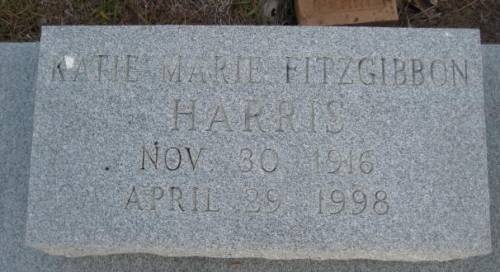 KATIE MARIE FITZGIBBON
HARRIS
NOV. 30 1916
APRIL 29 1998